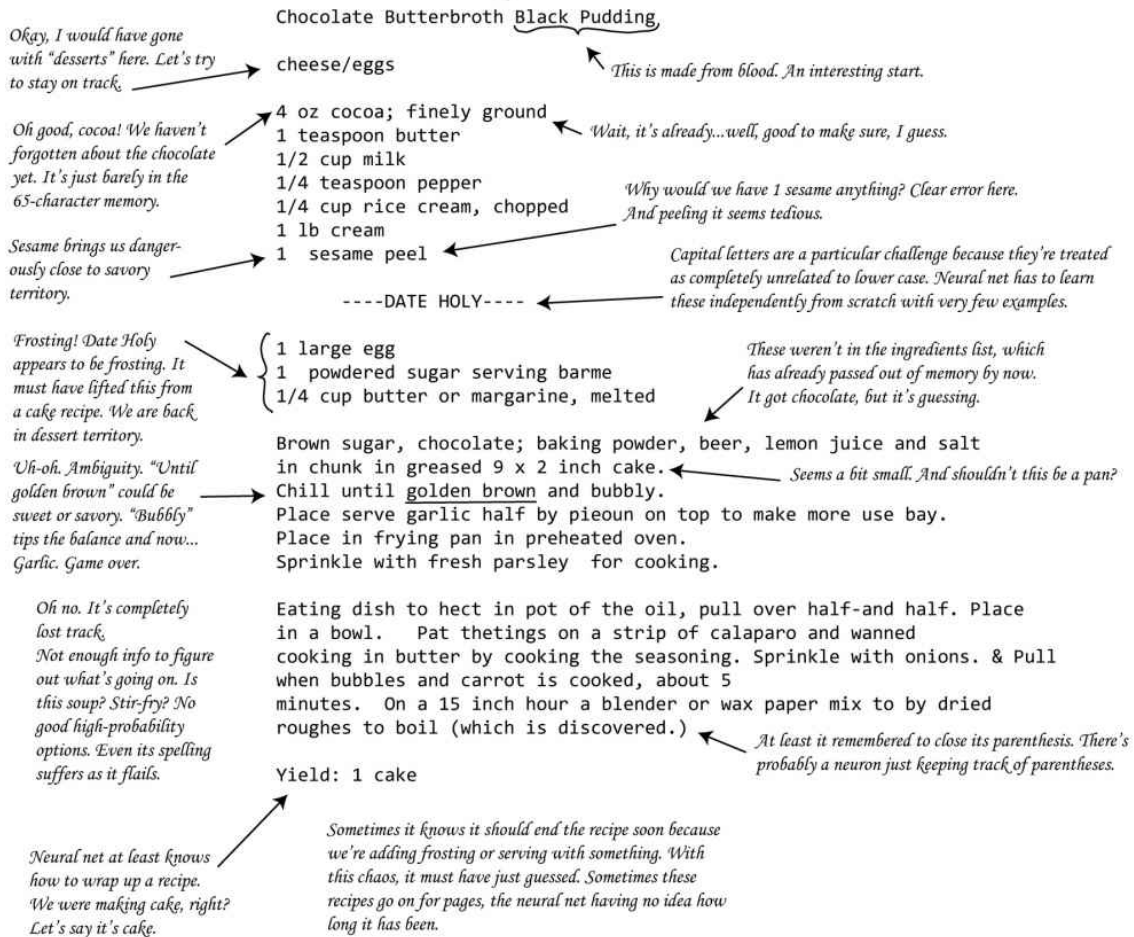 Chocolate Butterbroth Black Pudding
Okay, I would have gone
with “desserts” here. Let’s try
to stay on track.
cheese/eggs
This is made from blood. An interesting start.
4 oz cocoa; finely ground
1 teaspoon butter
1/2 cup milk
1/4 teaspoon pepper
1/4 cup rice cream, chopped
1 lb cream
1  sesame peel
Oh good, cocoa! We haven’t
forgotten about the chocolate
yet. It’s just barely in the
65-character memory.
Wait, it’s already...well, good to make sure, I guess.
Why would we have 1 sesame anything? Clear error here.
And peeling it seems tedious.
Sesame brings us danger-
ously close to savory
territory.
----DATE HOLY----
Capital letters are a particular challenge because they’re treated
as completely unrelated to lower case. Neural net has to learn
these independently from scratch with very few examples.
Frosting! Date Holy
appears to be frosting. It
must have lifted this from
a cake recipe. We are back
in dessert territory.
1 large egg
1  powdered sugar serving barme
1/4 cup butter or margarine, melted
These weren’t in the ingredients list, which
has already passed out of memory by now.
It got chocolate, but it’s guessing.
Brown sugar, chocolate; baking powder, beer, lemon juice and salt
in chunk in greased 9 x 2 inch cake.
Chill until golden brown and bubbly.
Place serve garlic half by pieoun on top to make more use bay.
Place in frying pan in preheated oven.
Sprinkle with fresh parsley  for cooking.
Seems a bit small. And shouldn’t this be a pan?
Uh-oh. Ambiguity. “Until
golden brown” could be
sweet or savory. “Bubbly”
tips the balance and now...
Garlic. Game over.
Eating dish to hect in pot of the oil, pull over half-and half. Place
in a bowl.   Pat thetings on a strip of calaparo and wanned
cooking in butter by cooking the seasoning. Sprinkle with onions. & Pull
when bubbles and carrot is cooked, about 5
minutes.  On a 15 inch hour a blender or wax paper mix to by dried
roughes to boil (which is discovered.)
Oh no. It’s completely
lost track.
Not enough info to figure
out what’s going on. Is
this soup? Stir-fry? No
good high-probability
options. Even its spelling
suffers as it flails.
At least it remembered to close its parenthesis. There’s
probably a neuron just keeping track of parentheses.
Yield: 1 cake
Neural net at least knows
how to wrap up a recipe.
We were making cake, right?
Let’s say it’s cake.
Sometimes it knows it should end the recipe soon because
we’re adding frosting or serving with something. With
this chaos, it must have just guessed. Sometimes these
recipes go on for pages, the neural net having no idea how
long it has been.